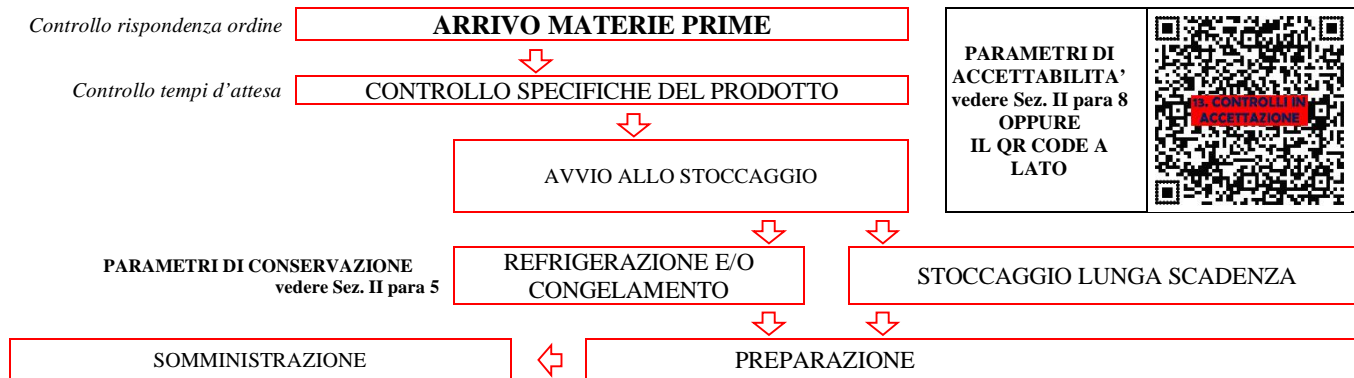 Controllo rispondenza ordine
ARRIVO MATERIE PRIME
Controllo tempi d'attesa
CONTROLLO SPECIFICHE DEL PRODOTTO
PARAMETRI DI
ACCETTABILITA'
vedere Sez. II para 8
OPPURE
IL QR CODE A
LATO
13. CONTROLLI IN
ACCETTAZIONE
AVVIO ALLO STOCCAGGIO
PARAMETRI DI CONSERVAZIONE
vedere Sez. II para 5
REFRIGERAZIONE E/O
CONGELAMENTO
STOCCAGGIO LUNGA SCADENZA
SOMMINISTRAZIONE
PREPARAZIONE